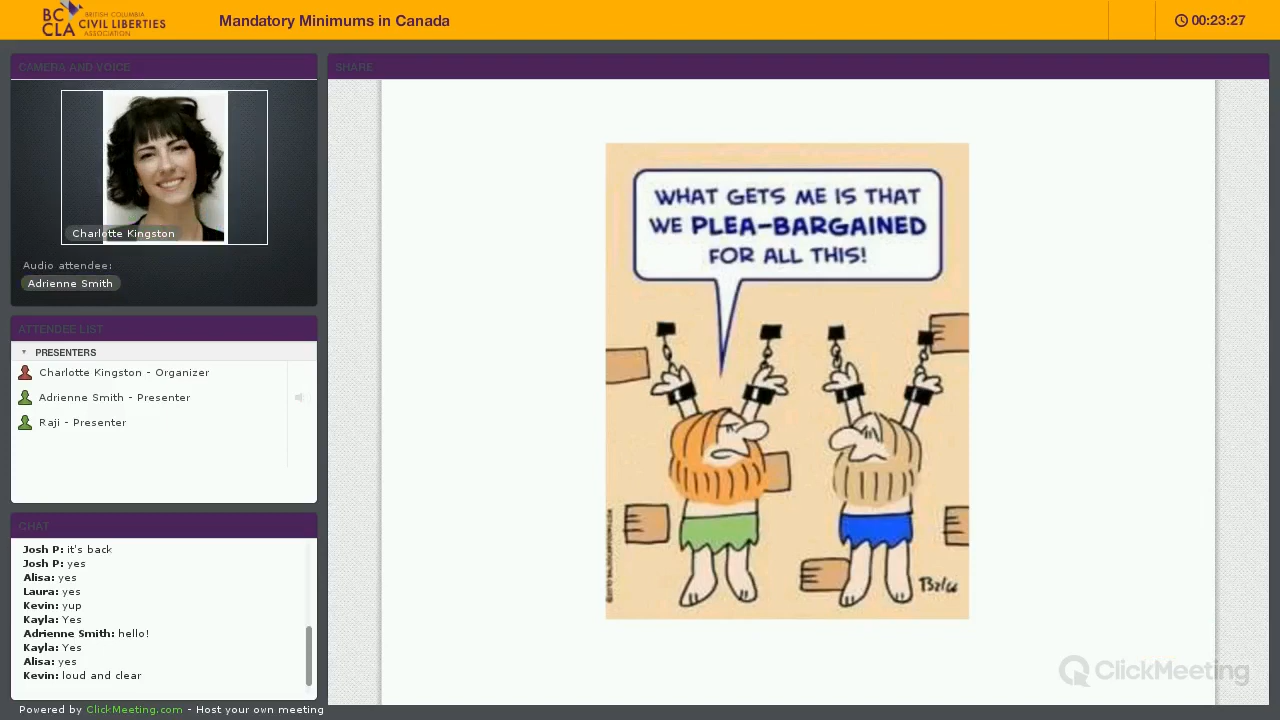 BC
CLA
BRITISH COLUMBIA
CIVIL LIBERTIES
ASSOCIATION
Mandatory Minimums in Canada
00:23:27
CAMERA AND VOICE
Charlotte Kingston
Audio attendee:
Adrienne Smith
ATTENDEE LIST
PRESENTERS
Charlotte Kingston - Organizer
Adrienne Smith - Presenter
Raji - Presenter
CHAT
Josh P: it's back
Josh P: yes
Alisa: yes
Laura: yes
Kevin: yup
Kayla: Yes
Adrienne Smith: hello!
Kayla: Yes
Alisa: yes
Kevin: loud and clear
Powered by ClickMeeting.com - Host your own meeting
SHARE
WHAT GETS ME IS THAT
WE PLEA-BARGAINED
FOR ALL THIS!
ClickMeeting